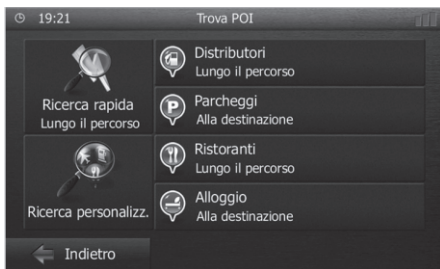 19:21
Trova POI
Ricerca rapida
Lungo il percorso
Ricerca personalizz.
Distributori
Lungo il percorso
P
Parcheggi
Alla destinazione
Ristoranti
Lungo il percorso
Alloggio
Alla destinazione
Indietro